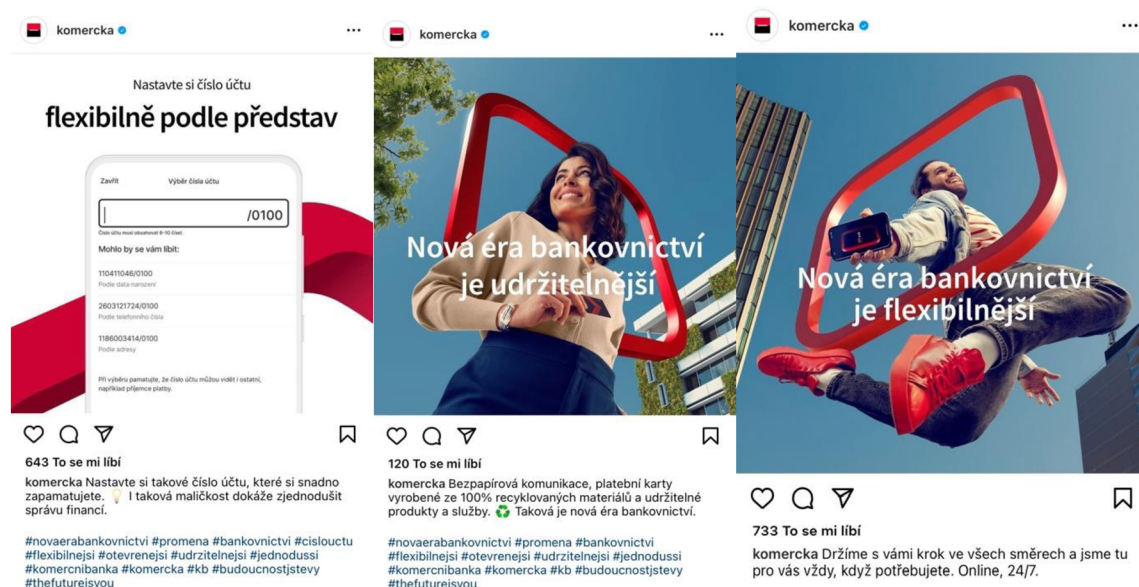 komercka
Nastavte si číslo účtu
flexibilně podle představ
Zavřít
Výběr čísla účtu
/0100
Číslo účtu musí obsahovat 6-10 čísel.
Mohlo by se vám líbit:
110411046/0100
Podle data narození
2603121724/0100
Podle telefonního čísla
1186003414/0100
Podle adresy
Při výběru pamatujte, že číslo účtu můžou vidět i ostatní,
například příjemce platby.
643 To se mi líbí
komercka Nastavte si takové číslo účtu, které si snadno
zapamatujete. 💡 I taková maličkost dokáže zjednodušit
správu financí.
#novaerabankovnictvi #promena #bankovnictvi #cislouctu
#flexibilnejsi #otevrenejsi #udrzitelnejsi #jednodussi
#komercnibanka #komercka #kb #budoucnostjstevy
#thefutureisyou
komercka
Nová éra bankovnictví
je udržitelnější
120 To se mi líbí
komercka Bezpapírová komunikace, platební karty
vyrobené ze 100% recyklovaných materiálů a udržitelné
produkty a služby. ♻️ Taková je nová éra bankovnictví.
#novaerabankovnictvi #promena #bankovnictvi
#flexibilnejsi #otevrenejsi #udrzitelnejsi #jednodussi
#komercnibanka #komercka #kb #budoucnostjstevy
#thefutureisyou
komercka
Nová éra bankovnictví
je flexibilnější
733 To se mi líbí
komercka Držíme s vámi krok ve všech směrech a jsme tu
pro vás vždy, když potřebujete. Online, 24/7.